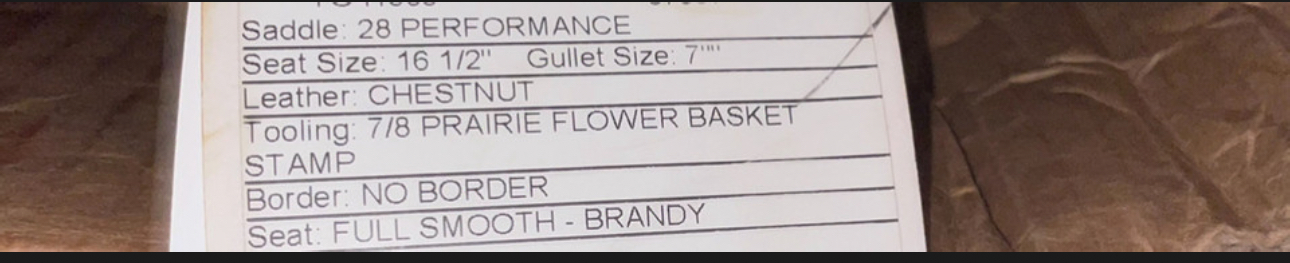 Saddle: 28 PERFORMANCE
Seat Size: 16 1/2" Gullet Size: 7""
Leather: CHESTNUT
Tooling: 7/8 PRAIRIE FLOWER BASKET
STAMP
Border: NO BORDER
Seat: FULL SMOOTH - BRANDY